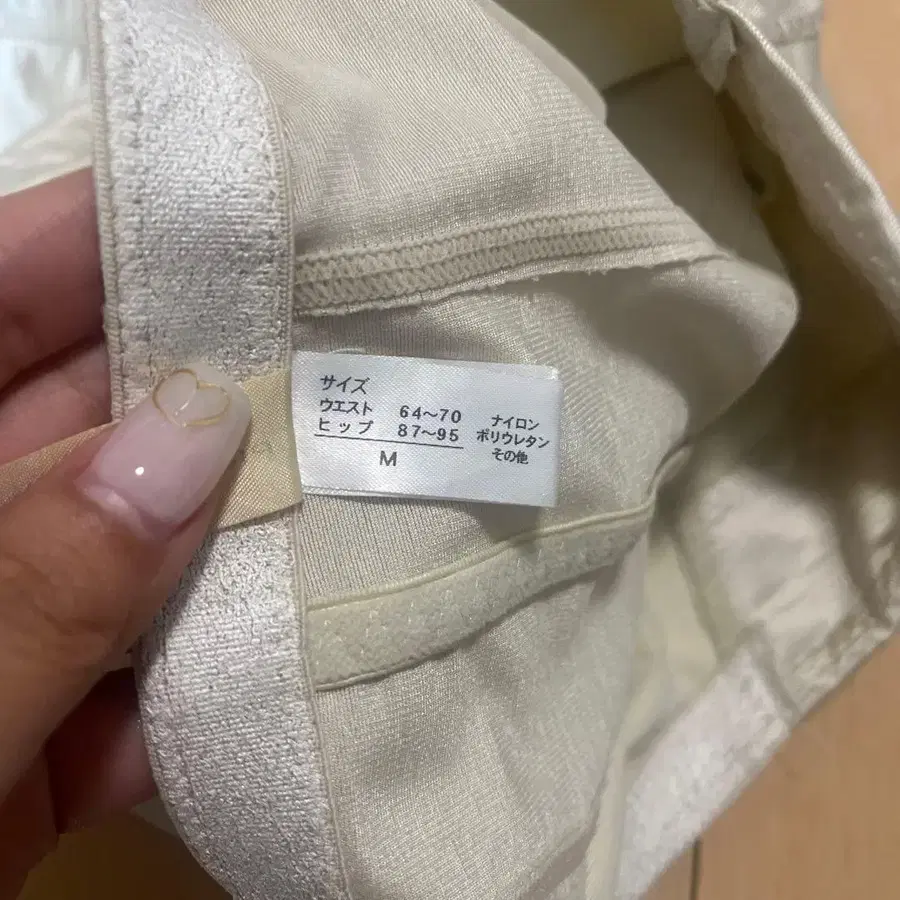 サイズ
ウエスト 64〜70
ヒップ 87〜95
M
ナイロン
ポリウレタン
その他